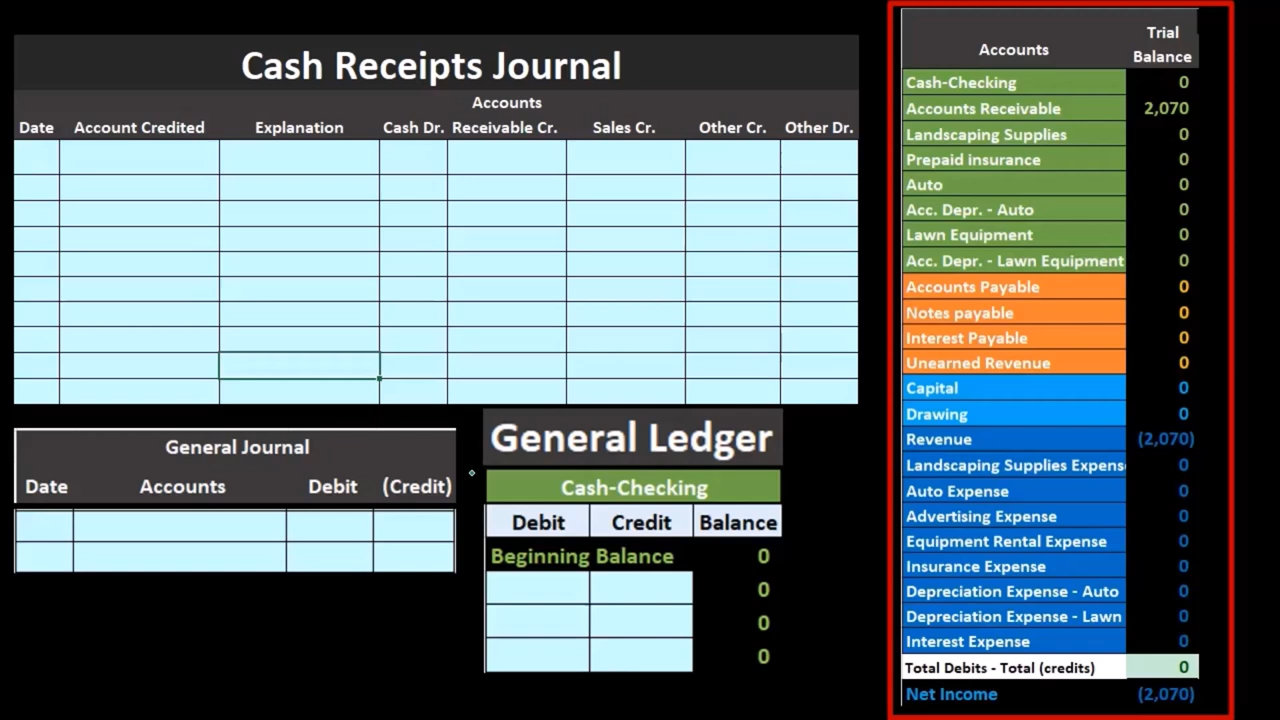 Cash Receipts Journal
Accounts
Date Account Credited Explanation Cash Dr. Receivable Cr. Sales Cr. Other Cr. Other Dr.
General Journal
Date Accounts Debit (Credit)
General Ledger
Cash-Checking
Debit Credit Balance
Beginning Balance 0
0
0
0
Trial
Accounts Balance
Cash-Checking 0
Accounts Receivable 2,070
Landscaping Supplies 0
Prepaid insurance 0
Auto 0
Acc. Depr. - Auto 0
Lawn Equipment 0
Acc. Depr. - Lawn Equipment 0
Accounts Payable 0
Notes payable 0
Interest Payable 0
Unearned Revenue 0
Capital 0
Drawing 0
Revenue (2,070)
Landscaping Supplies Expens 0
Auto Expense 0
Advertising Expense 0
Equipment Rental Expense 0
Insurance Expense 0
Depreciation Expense - Auto 0
Depreciation Expense - Lawn 0
Interest Expense 0
Total Debits - Total (credits) 0
Net Income (2,070)